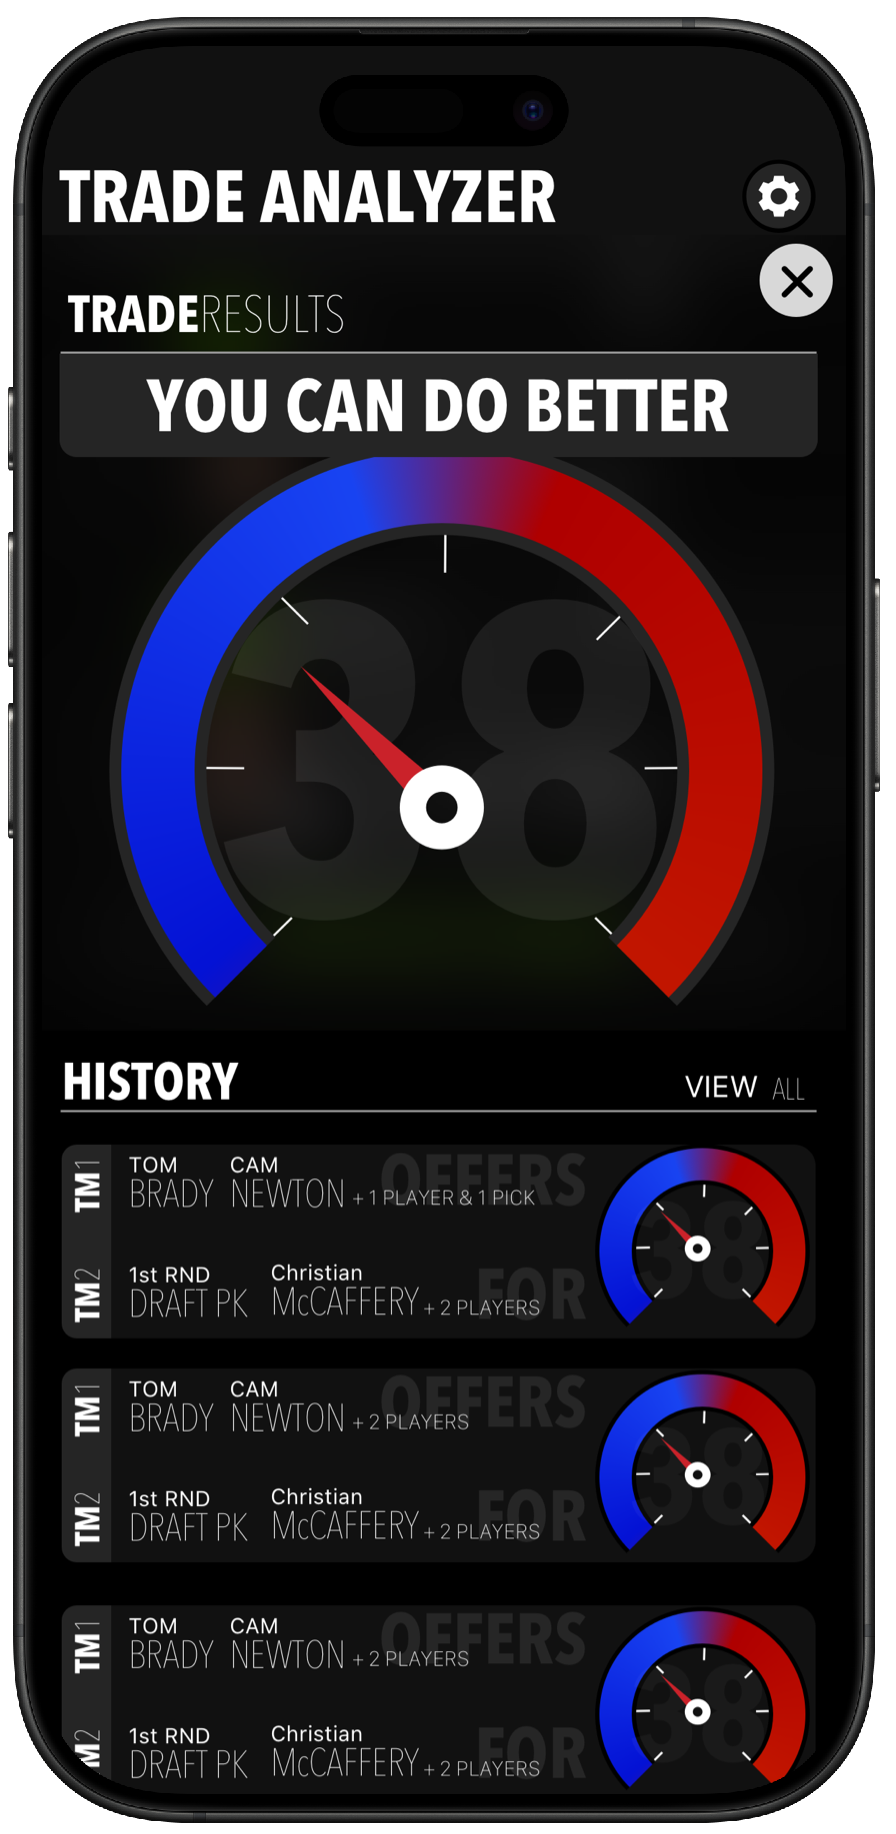 TRADE ANALYZER
TRADERESULTS
YOU CAN DO BETTER
38
HISTORY
VIEW ALL
TM1
TOM CAM
BRADY NEWTON + 1 PLAYER & 1 PICK
OFFERS
TM2
1st RND Christian
DRAFT PK McCAFFERY + 2 PLAYERS
FOR
38
TM1
TOM CAM
BRADY NEWTON + 2 PLAYERS
OFFERS
TM2
1st RND Christian
DRAFT PK McCAFFERY + 2 PLAYERS
FOR
38
TM1
TOM CAM
BRADY NEWTON + 2 PLAYERS
OFFERS
M2
1st RND Christian
DRAFT PK McCAFFERY + 2 PLAYERS
FOR
38